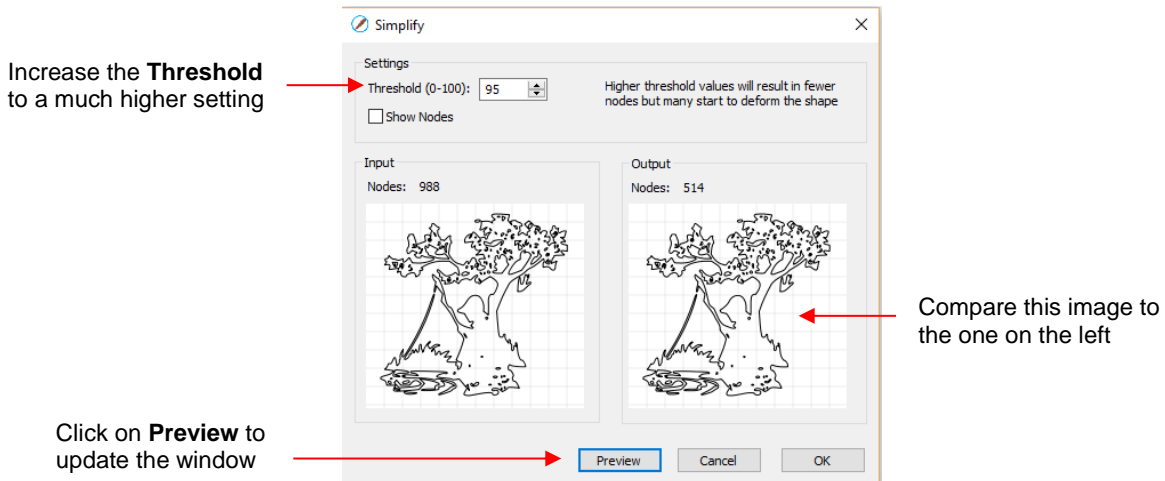 Simplify
Increase the Threshold
to a much higher setting
Settings
Threshold (0-100): 95
Show Nodes
Higher threshold values will result in fewer
nodes but many start to deform the shape
Input
Nodes: 988
Output
Nodes: 514
Compare this image to
the one on the left
Click on Preview to
update the window
Preview
Cancel
OK